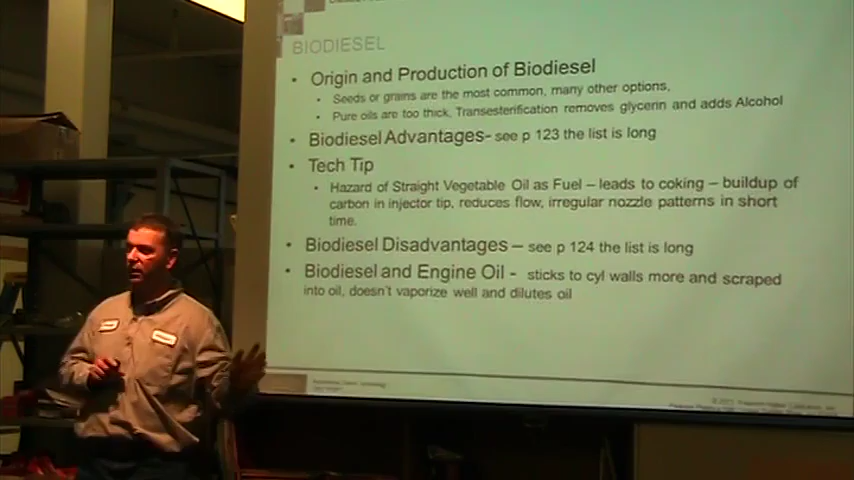 BIODIESEL
• Origin and Production of Biodiesel
• Seeds or grains are the most common, many other options,
• Pure oils are too thick, Transesterification removes glycerin and adds Alcohol
• Biodiesel Advantages- see p 123 the list is long
• Tech Tip
• Hazard of Straight Vegetable Oil as Fuel – leads to coking – buildup of
carbon in injector tip, reduces flow, irregular nozzle patterns in short
time.
• Biodiesel Disadvantages – see p 124 the list is long
• Biodiesel and Engine Oil - sticks to cyl walls more and scraped
into oil, doesn't vaporize well and dilutes oil